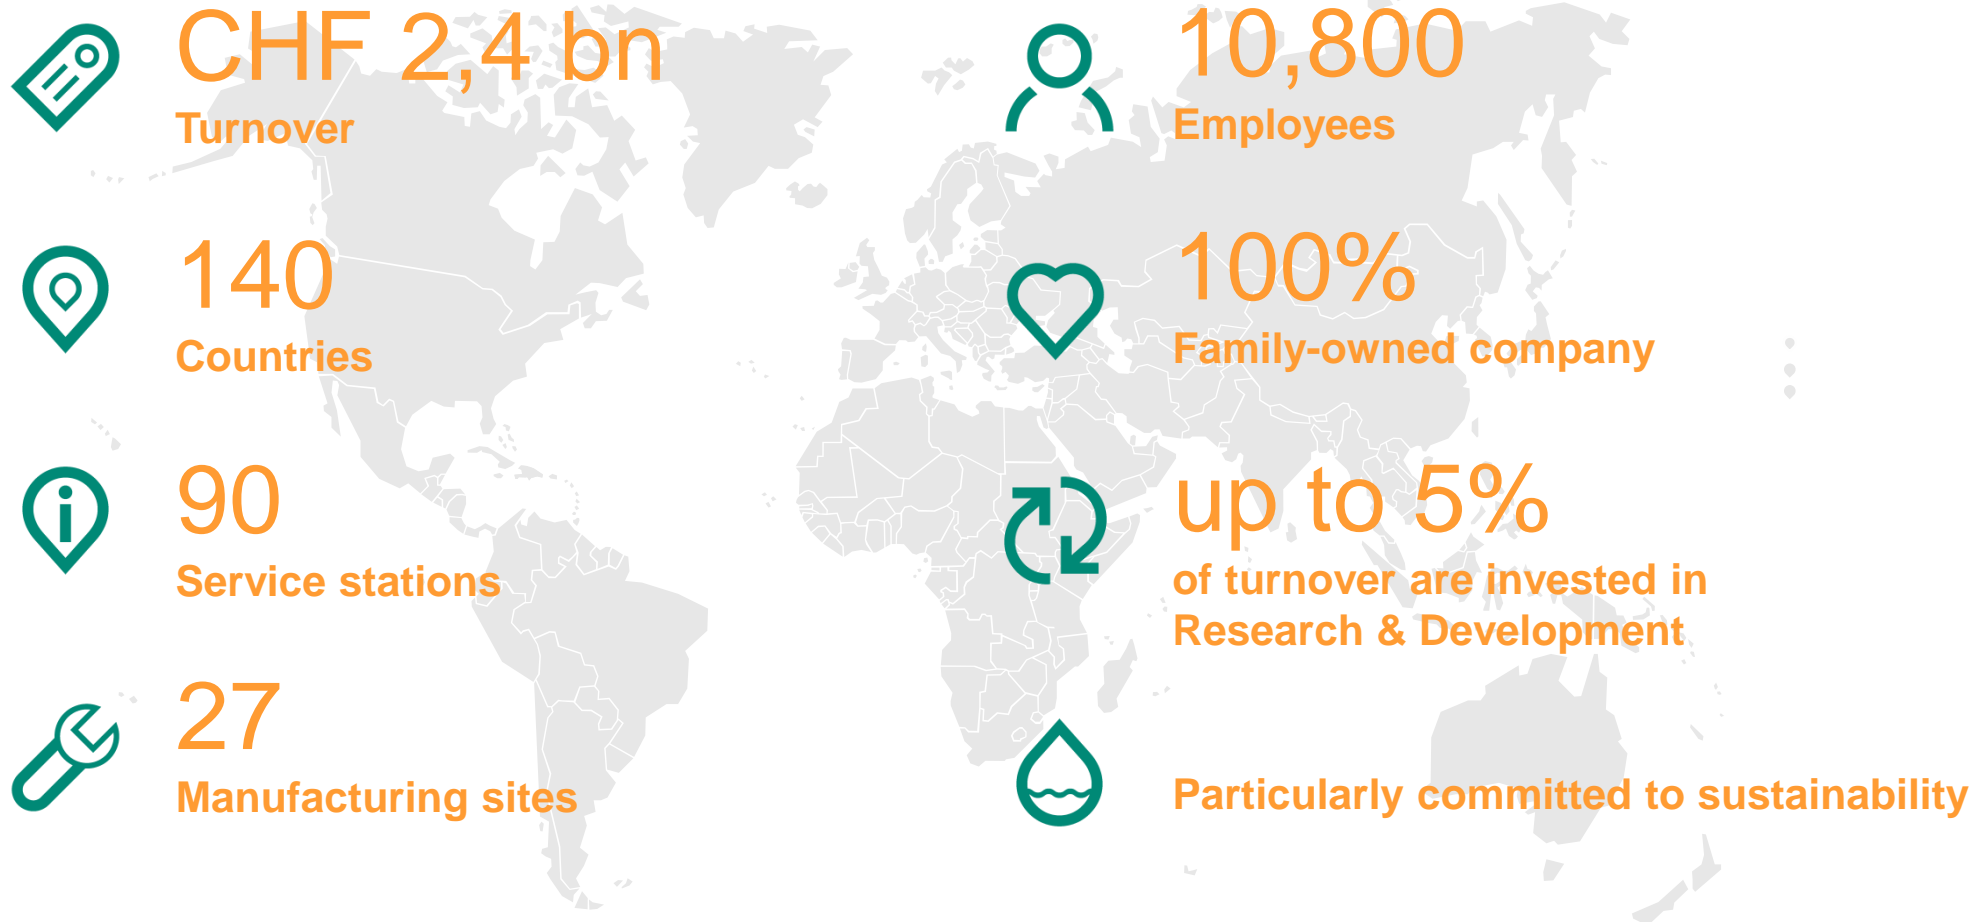 CHF 2,4 bn
Turnover
140
Countries
90
Service stations
27
Manufacturing sites
10,800
Employees
100%
Family-owned company
up to 5%
of turnover are invested in
Research & Development
Particularly committed to sustainability